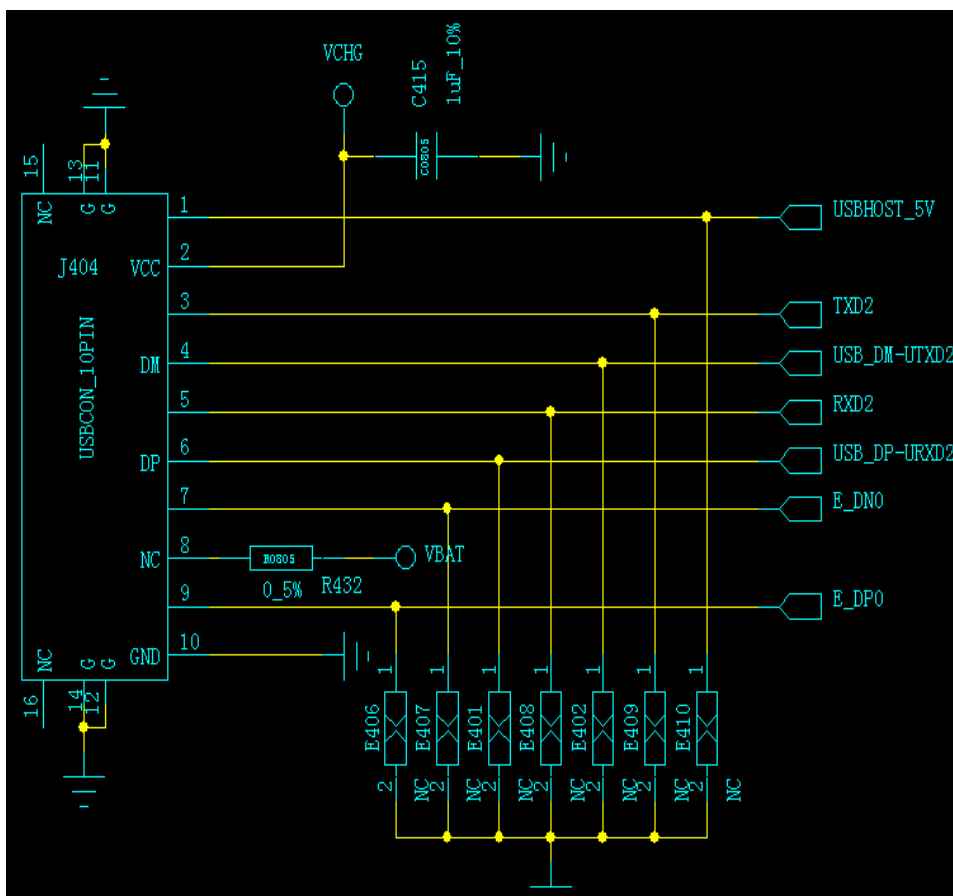 VCHG
C415
1uF_10%
C0805
15
13
11
NC
G
G
1
USBHOST_5V
J404
VCC
2
USBCON_10PIN
3
TXD2
DM
4
USB_DM-UTXD2
5
RXD2
DP
6
USB_DP-URXD2
7
E_DN0
NC
8
R0805
VBAT
0_5%
R432
9
E_DP0
GND
10
NC
G
G
16
14
12
1
1
1
1
1
1
1
E406
E407
E401
E408
E402
E409
E410
2
NC
2
NC
2
NC
2
NC
2
NC
2
NC
2
NC